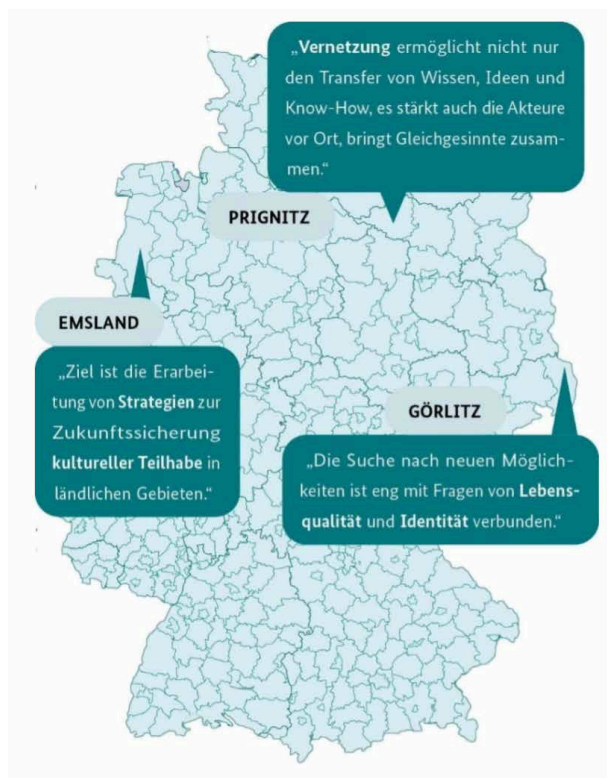 „Vernetzung ermöglicht nicht nur
den Transfer von Wissen, Ideen und
Know-How, es stärkt auch die Akteure
vor Ort, bringt Gleichgesinnte zusam-
men.“
PRIGNITZ
EMSLAND
„Ziel ist die Erarbei-
tung von Strategien zur
Zukunftssicherung
kultureller Teilhabe in
ländlichen Gebieten.“
GÖRLITZ
„Die Suche nach neuen Möglich-
keiten ist eng mit Fragen von Lebens-
qualität und Identität verbunden.“